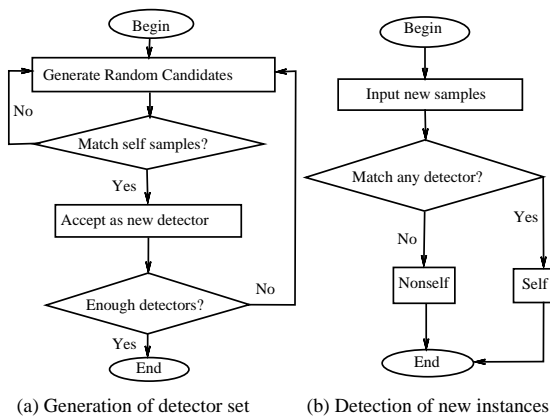 Begin
Generate Random Candidates
No
Match self samples?
Yes
Accept as new detector
Enough detectors?
No
Yes
End
(a) Generation of detector set
Begin
Input new samples
Match any detector?
No
Yes
Nonself
Self
End
(b) Detection of new instances